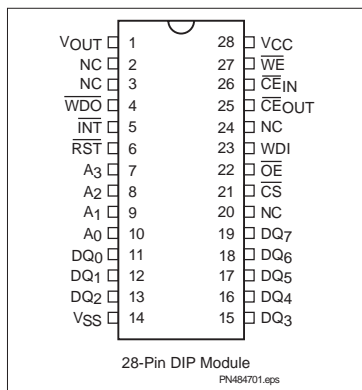 VOUT 1 28 VCC
NC 2 27 WE
NC 3 26 CEIN
WDO 4 25 CEOUT
INT 5 24 NC
RST 6 23 WDI
A3 7 22 OE
A2 8 21 CS
A1 9 20 NC
A0 10 19 DQ7
DQ0 11 18 DQ6
DQ1 12 17 DQ5
DQ2 13 16 DQ4
VSS 14 15 DQ3
28-Pin DIP Module
PN484701.eps